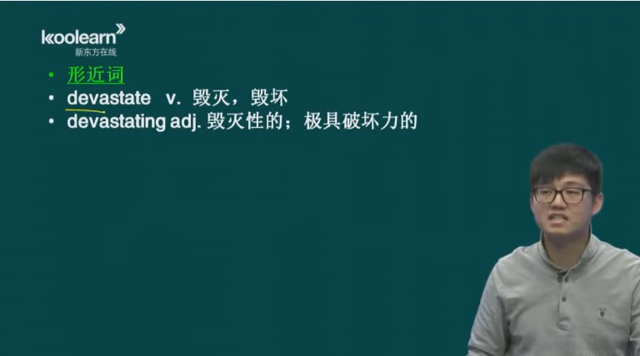 koolearn
新东方在线
• 形近词
• devastate v. 毁灭，毁坏
• devastating adj. 毁灭性的；极具破坏力的